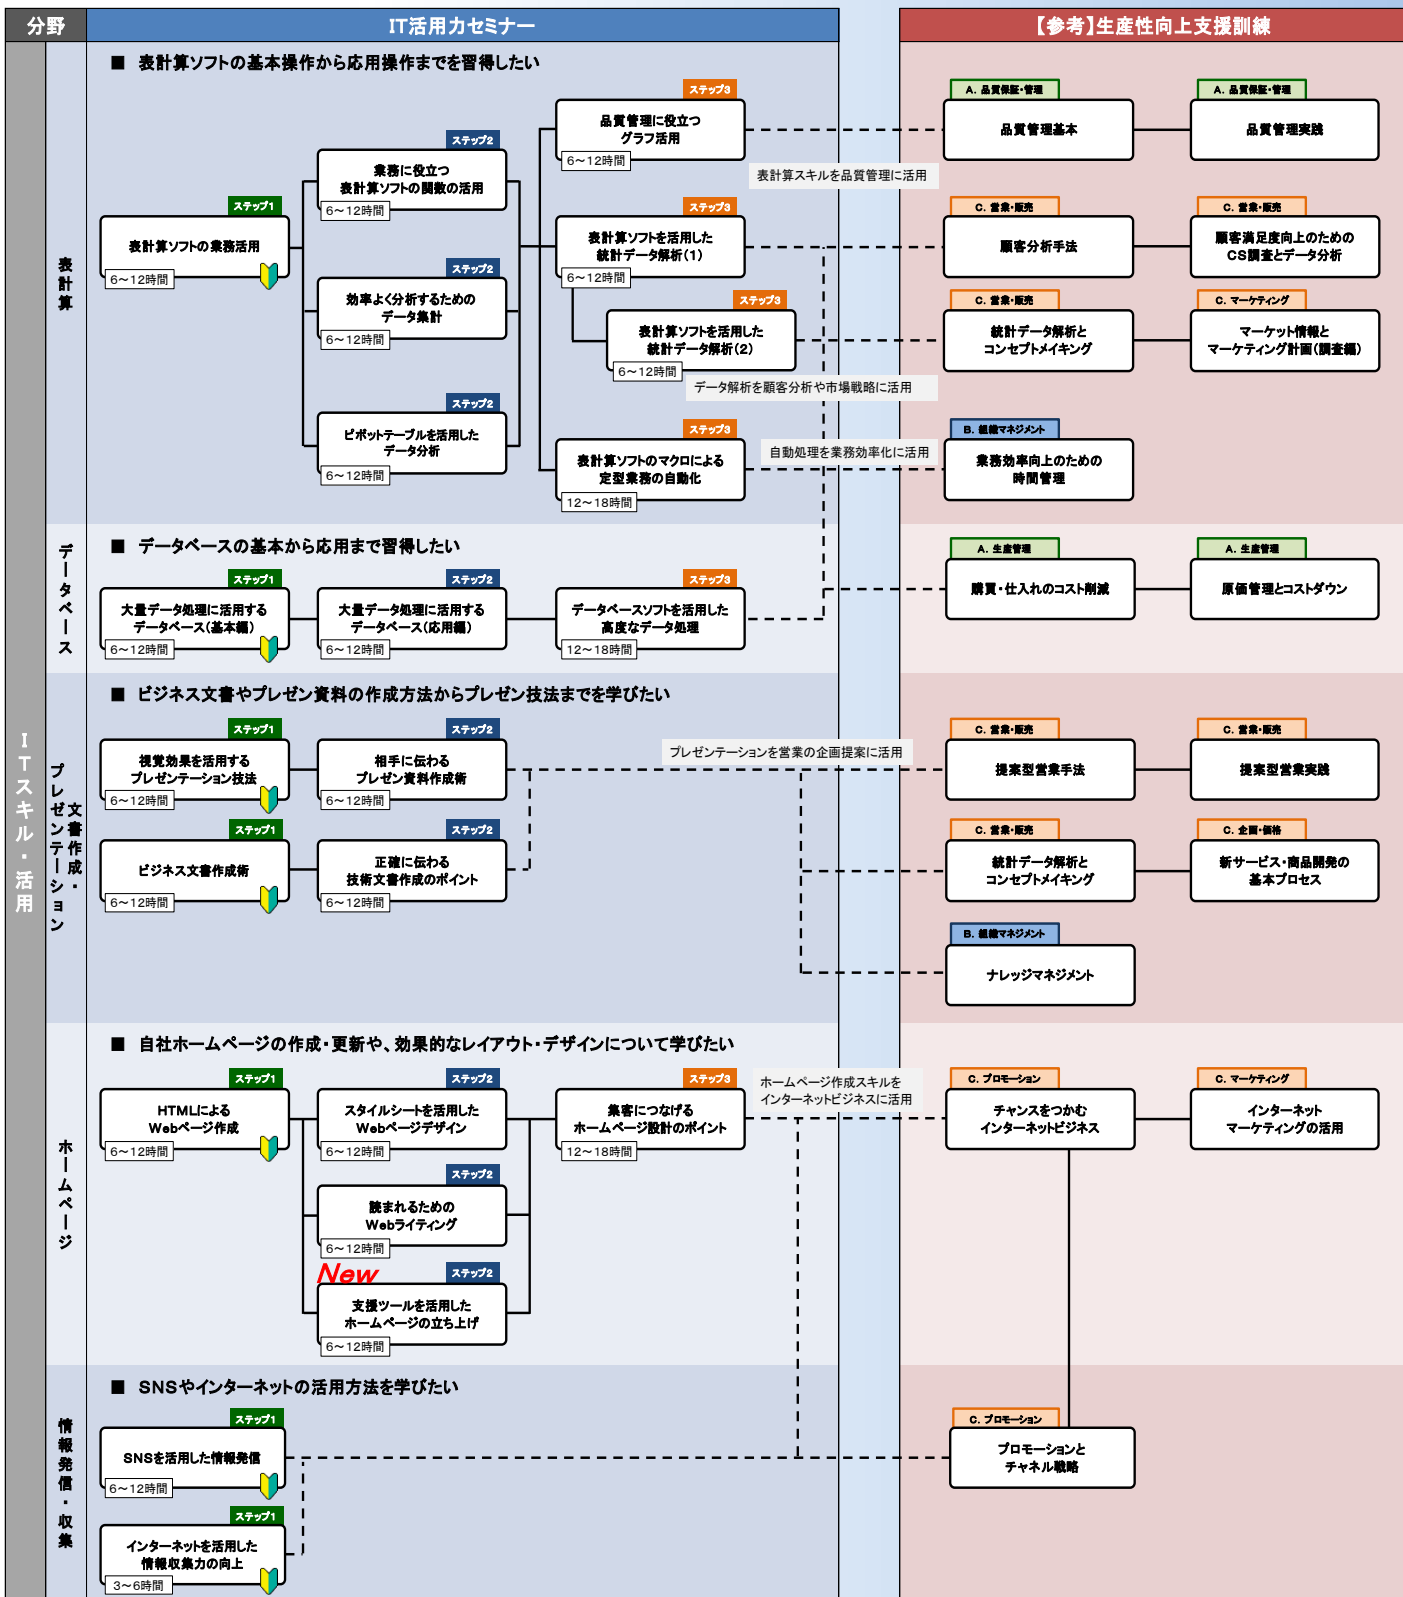 分野
IT活用力セミナー
【参考】生産性向上支援訓練
ITスキル・活用
表計算
■ 表計算ソフトの基本操作から応用操作までを習得したい
ステップ1
表計算ソフトの業務活用
6～12時間
ステップ2
業務に役立つ
表計算ソフトの関数の活用
6～12時間
ステップ2
効率よく分析するための
データ集計
6～12時間
ステップ2
ピボットテーブルを活用した
データ分析
6～12時間
ステップ3
品質管理に役立つ
グラフ活用
6～12時間
ステップ3
表計算ソフトを活用した
統計データ解析(1)
6～12時間
ステップ3
表計算ソフトを活用した
統計データ解析(2)
6～12時間
ステップ3
表計算ソフトのマクロによる
定型業務の自動化
12～18時間
表計算スキルを品質管理に活用
データ解析を顧客分析や市場戦略に活用
自動処理を業務効率化に活用
A. 品質保証・管理
品質管理基本
A. 品質保証・管理
品質管理実践
C. 営業・販売
顧客分析手法
C. 営業・販売
顧客満足度向上のための
CS調査とデータ分析
C. 営業・販売
統計データ解析と
コンセプトメイキング
C. マーケティング
マーケット情報と
マーケティング計画(調査編)
B. 組織マネジメント
業務効率向上のための
時間管理
データベース
■ データベースの基本から応用まで習得したい
ステップ1
大量データ処理に活用する
データベース(基本編)
6～12時間
ステップ2
大量データ処理に活用する
データベース(応用編)
6～12時間
ステップ3
データベースソフトを活用した
高度なデータ処理
12～18時間
A. 生産管理
購買・仕入れのコスト削減
A. 生産管理
原価管理とコストダウン
文書作成・
プレゼンテーション
■ ビジネス文書やプレゼン資料の作成方法からプレゼン技法までを学びたい
ステップ1
視覚効果を活用する
プレゼンテーション技法
6～12時間
ステップ2
相手に伝わる
プレゼン資料作成術
6～12時間
ステップ1
ビジネス文書作成術
6～12時間
ステップ2
正確に伝わる
技術文書作成のポイント
6～12時間
プレゼンテーションを営業の企画提案に活用
C. 営業・販売
提案型営業手法
C. 営業・販売
提案型営業実践
C. 営業・販売
統計データ解析と
コンセプトメイキング
C. 企画・価格
新サービス・商品開発の
基本プロセス
B. 組織マネジメント
ナレッジマネジメント
ホームページ
■ 自社ホームページの作成・更新や、効果的なレイアウト・デザインについて学びたい
ステップ1
HTMLによる
Webページ作成
6～12時間
ステップ2
スタイルシートを活用した
Webページデザイン
6～12時間
ステップ2
読まれるための
Webライティング
6～12時間
New
ステップ2
支援ツールを活用した
ホームページの立ち上げ
6～12時間
ステップ3
集客につなげる
ホームページ設計のポイント
12～18時間
ホームページ作成スキルを
インターネットビジネスに活用
C. プロモーション
チャンスをつかむ
インターネットビジネス
C. マーケティング
インターネット
マーケティングの活用
情報発信・収集
■ SNSやインターネットの活用方法を学びたい
ステップ1
SNSを活用した情報発信
6～12時間
ステップ1
インターネットを活用した
情報収集力の向上
3～6時間
C. プロモーション
プロモーションと
チャネル戦略